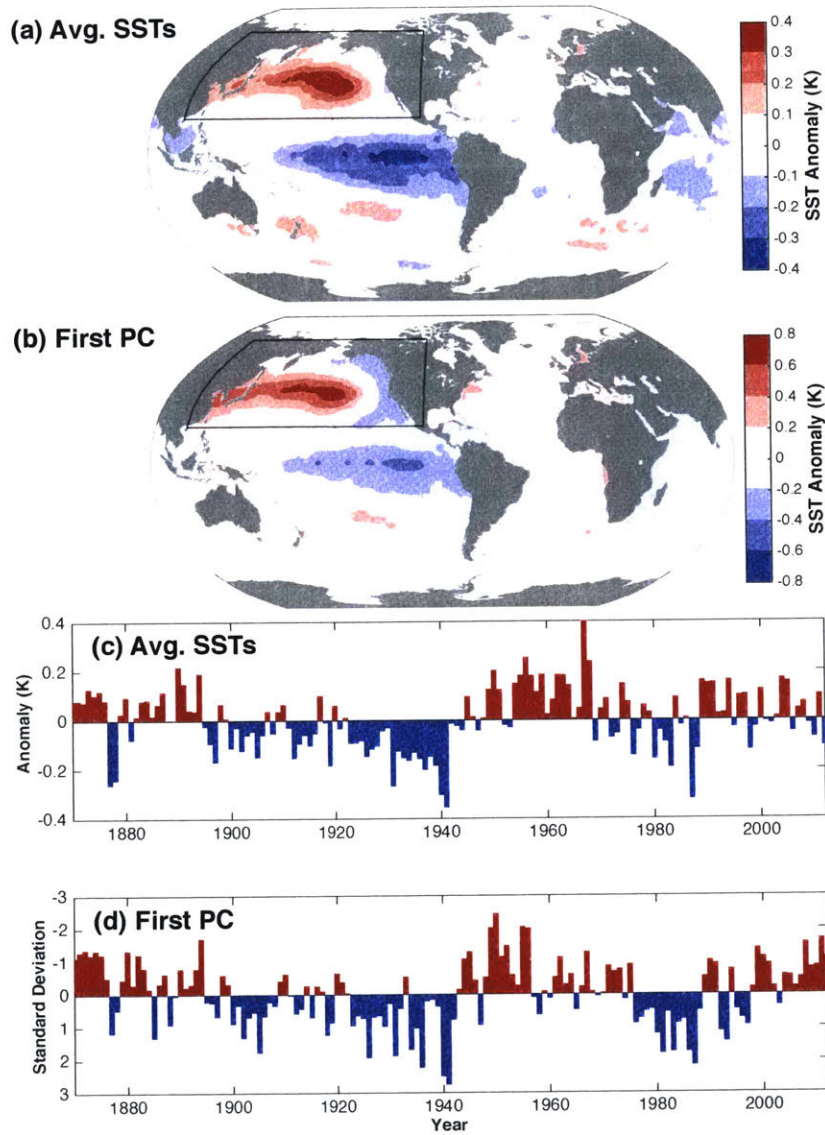 (a) Avg. SSTs
0.4
0.3
0.2
0.1
0
-0.1
-0.2
-0.3
-0.4
SST Anomaly (K)
(b) First PC
0.8
0.6
0.4
0.2
0
-0.2
-0.4
-0.6
-0.8
SST Anomaly (K)
(c) Avg. SSTs
0.4
0.2
0
-0.2
-0.4
Anomaly (K)
1880 1900 1920 1940 1960 1980 2000
(d) First PC
-3
-2
-1
0
1
2
3
Standard Deviation
1880 1900 1920 1940 1960 1980 2000
Year